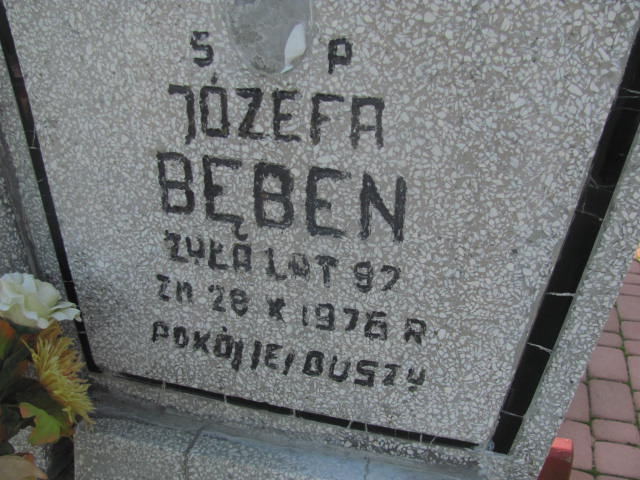 Ś P
JÓZEFA
BĘBEN
ŻYŁA LAT 97
ZM 28 X 1976 R
POKÓJ JEJ DUSZY